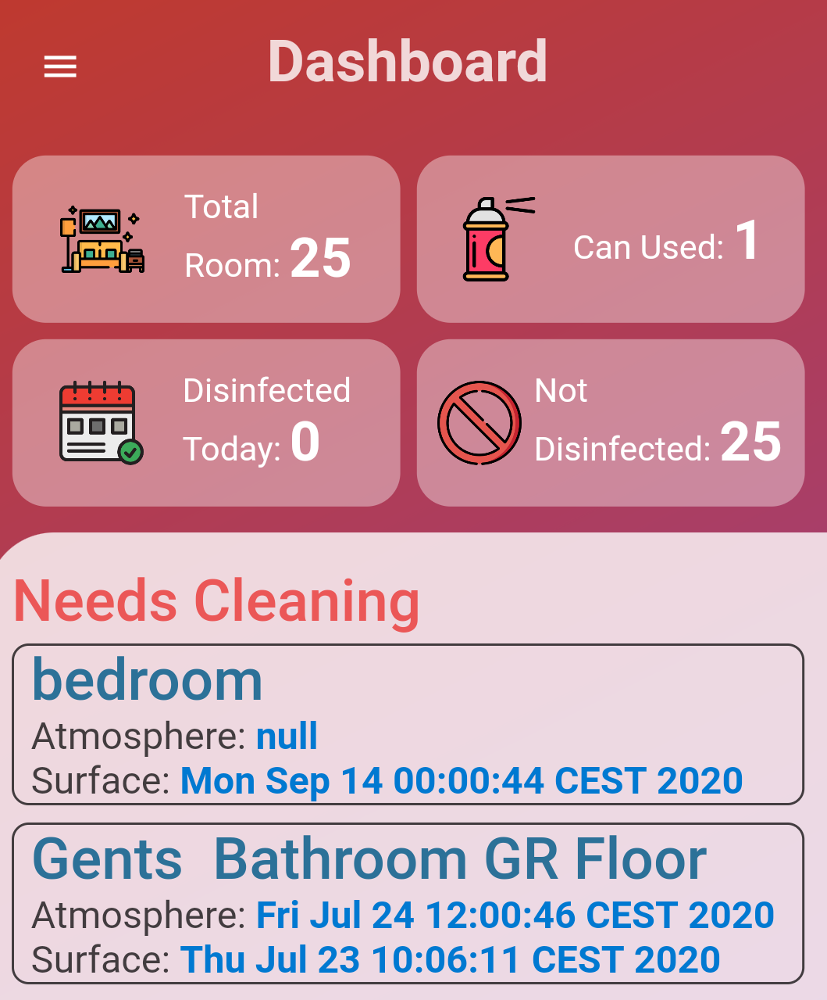 Dashboard
Total
Room: 25
Can Used: 1
Disinfected
Today: 0
Not
Disinfected: 25
Needs Cleaning
bedroom
Atmosphere: null
Surface: Mon Sep 14 00:00:44 CEST 2020
Gents  Bathroom GR Floor
Atmosphere: Fri Jul 24 12:00:46 CEST 2020
Surface: Thu Jul 23 10:06:11 CEST 2020